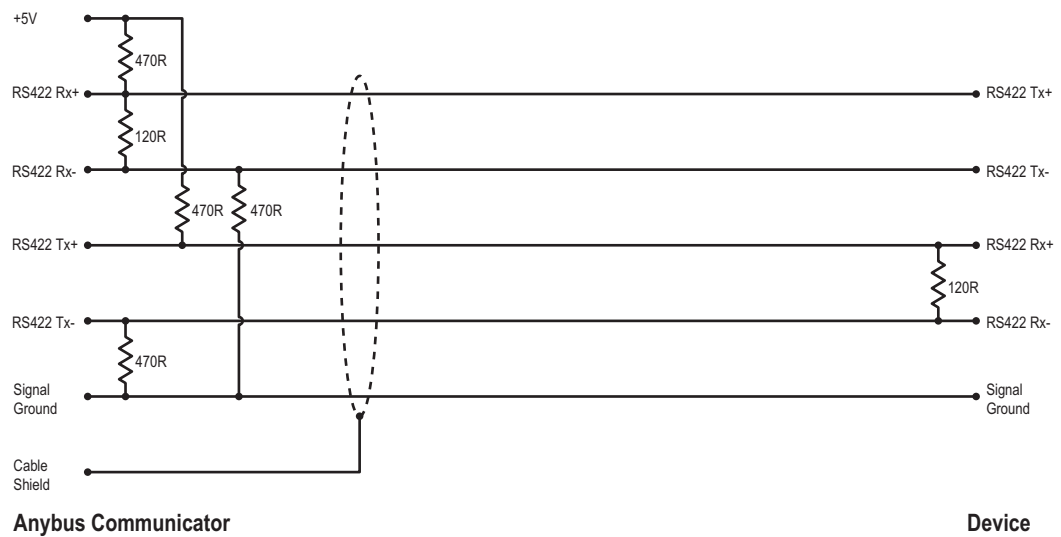 +5V
470R
RS422 Rx+
RS422 Tx+
120R
RS422 Rx-
RS422 Tx-
470R
470R
RS422 Tx+
RS422 Rx+
120R
RS422 Tx-
RS422 Rx-
470R
Signal
Ground
Signal
Ground
Cable
Shield
Anybus Communicator
Device